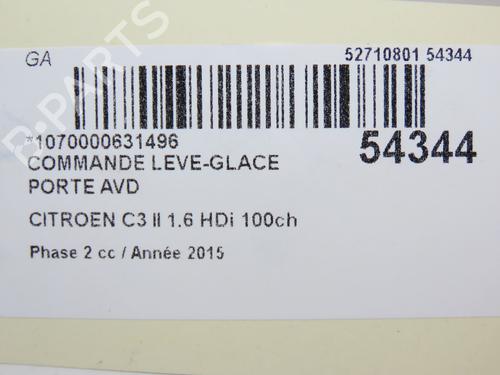 GA
52710801 54344
*1070000631496
54344
COMMANDE LEVE-GLACE
PORTE AVD
CITROEN C3 II 1.6 HDi 100ch
Phase 2 cc / Année 2015
B-PARTS